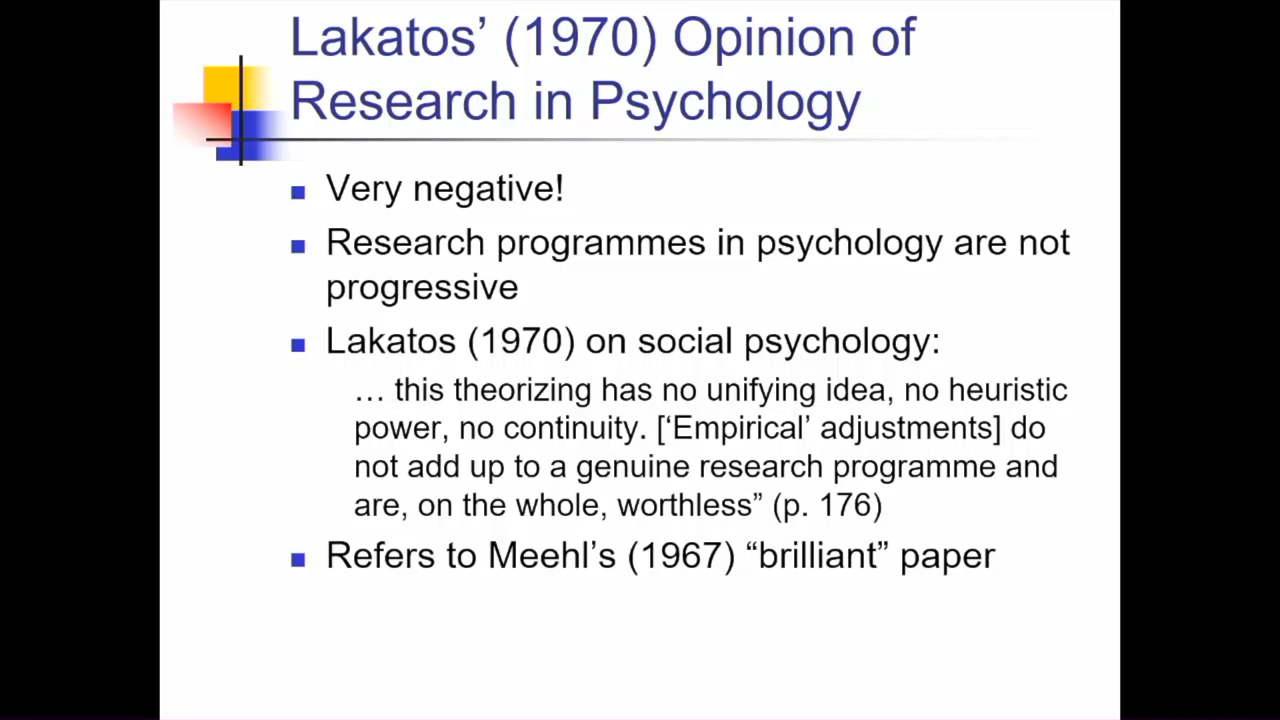 Lakatos’ (1970) Opinion of
Research in Psychology
Very negative!
Research programmes in psychology are not
progressive
Lakatos (1970) on social psychology:
… this theorizing has no unifying idea, no heuristic
power, no continuity. [‘Empirical’ adjustments] do
not add up to a genuine research programme and
are, on the whole, worthless” (p. 176)
Refers to Meehl’s (1967) “brilliant” paper